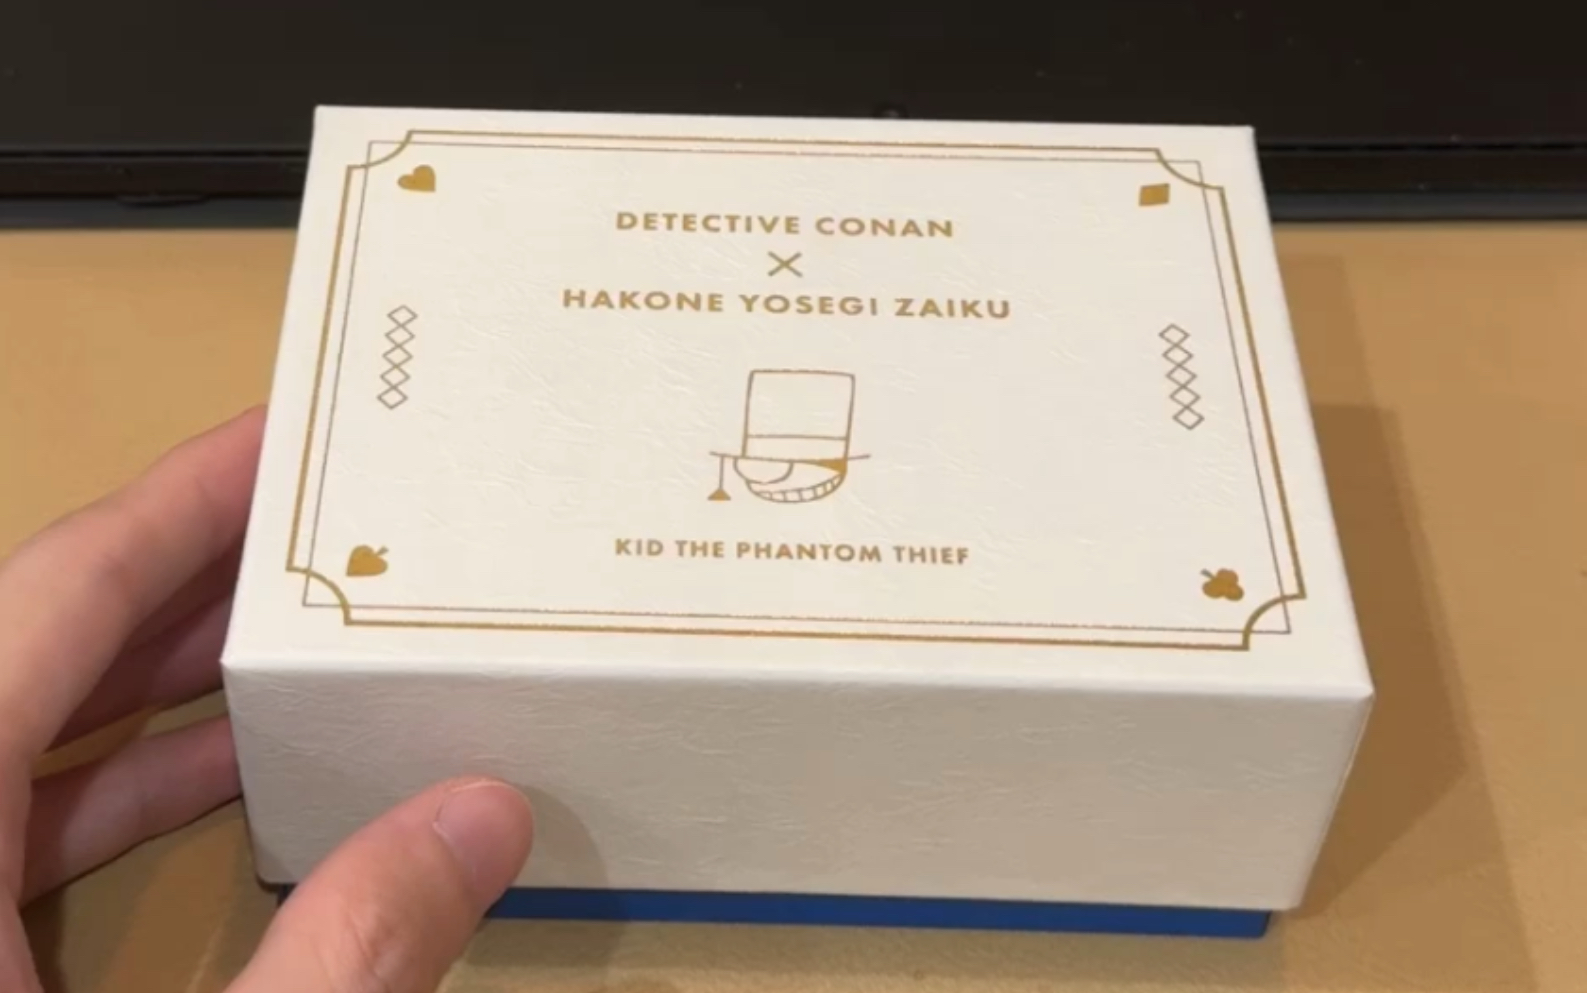 DETECTIVE CONAN
×
HAKONE YOSEGI ZAIKU
KID THE PHANTOM THIEF